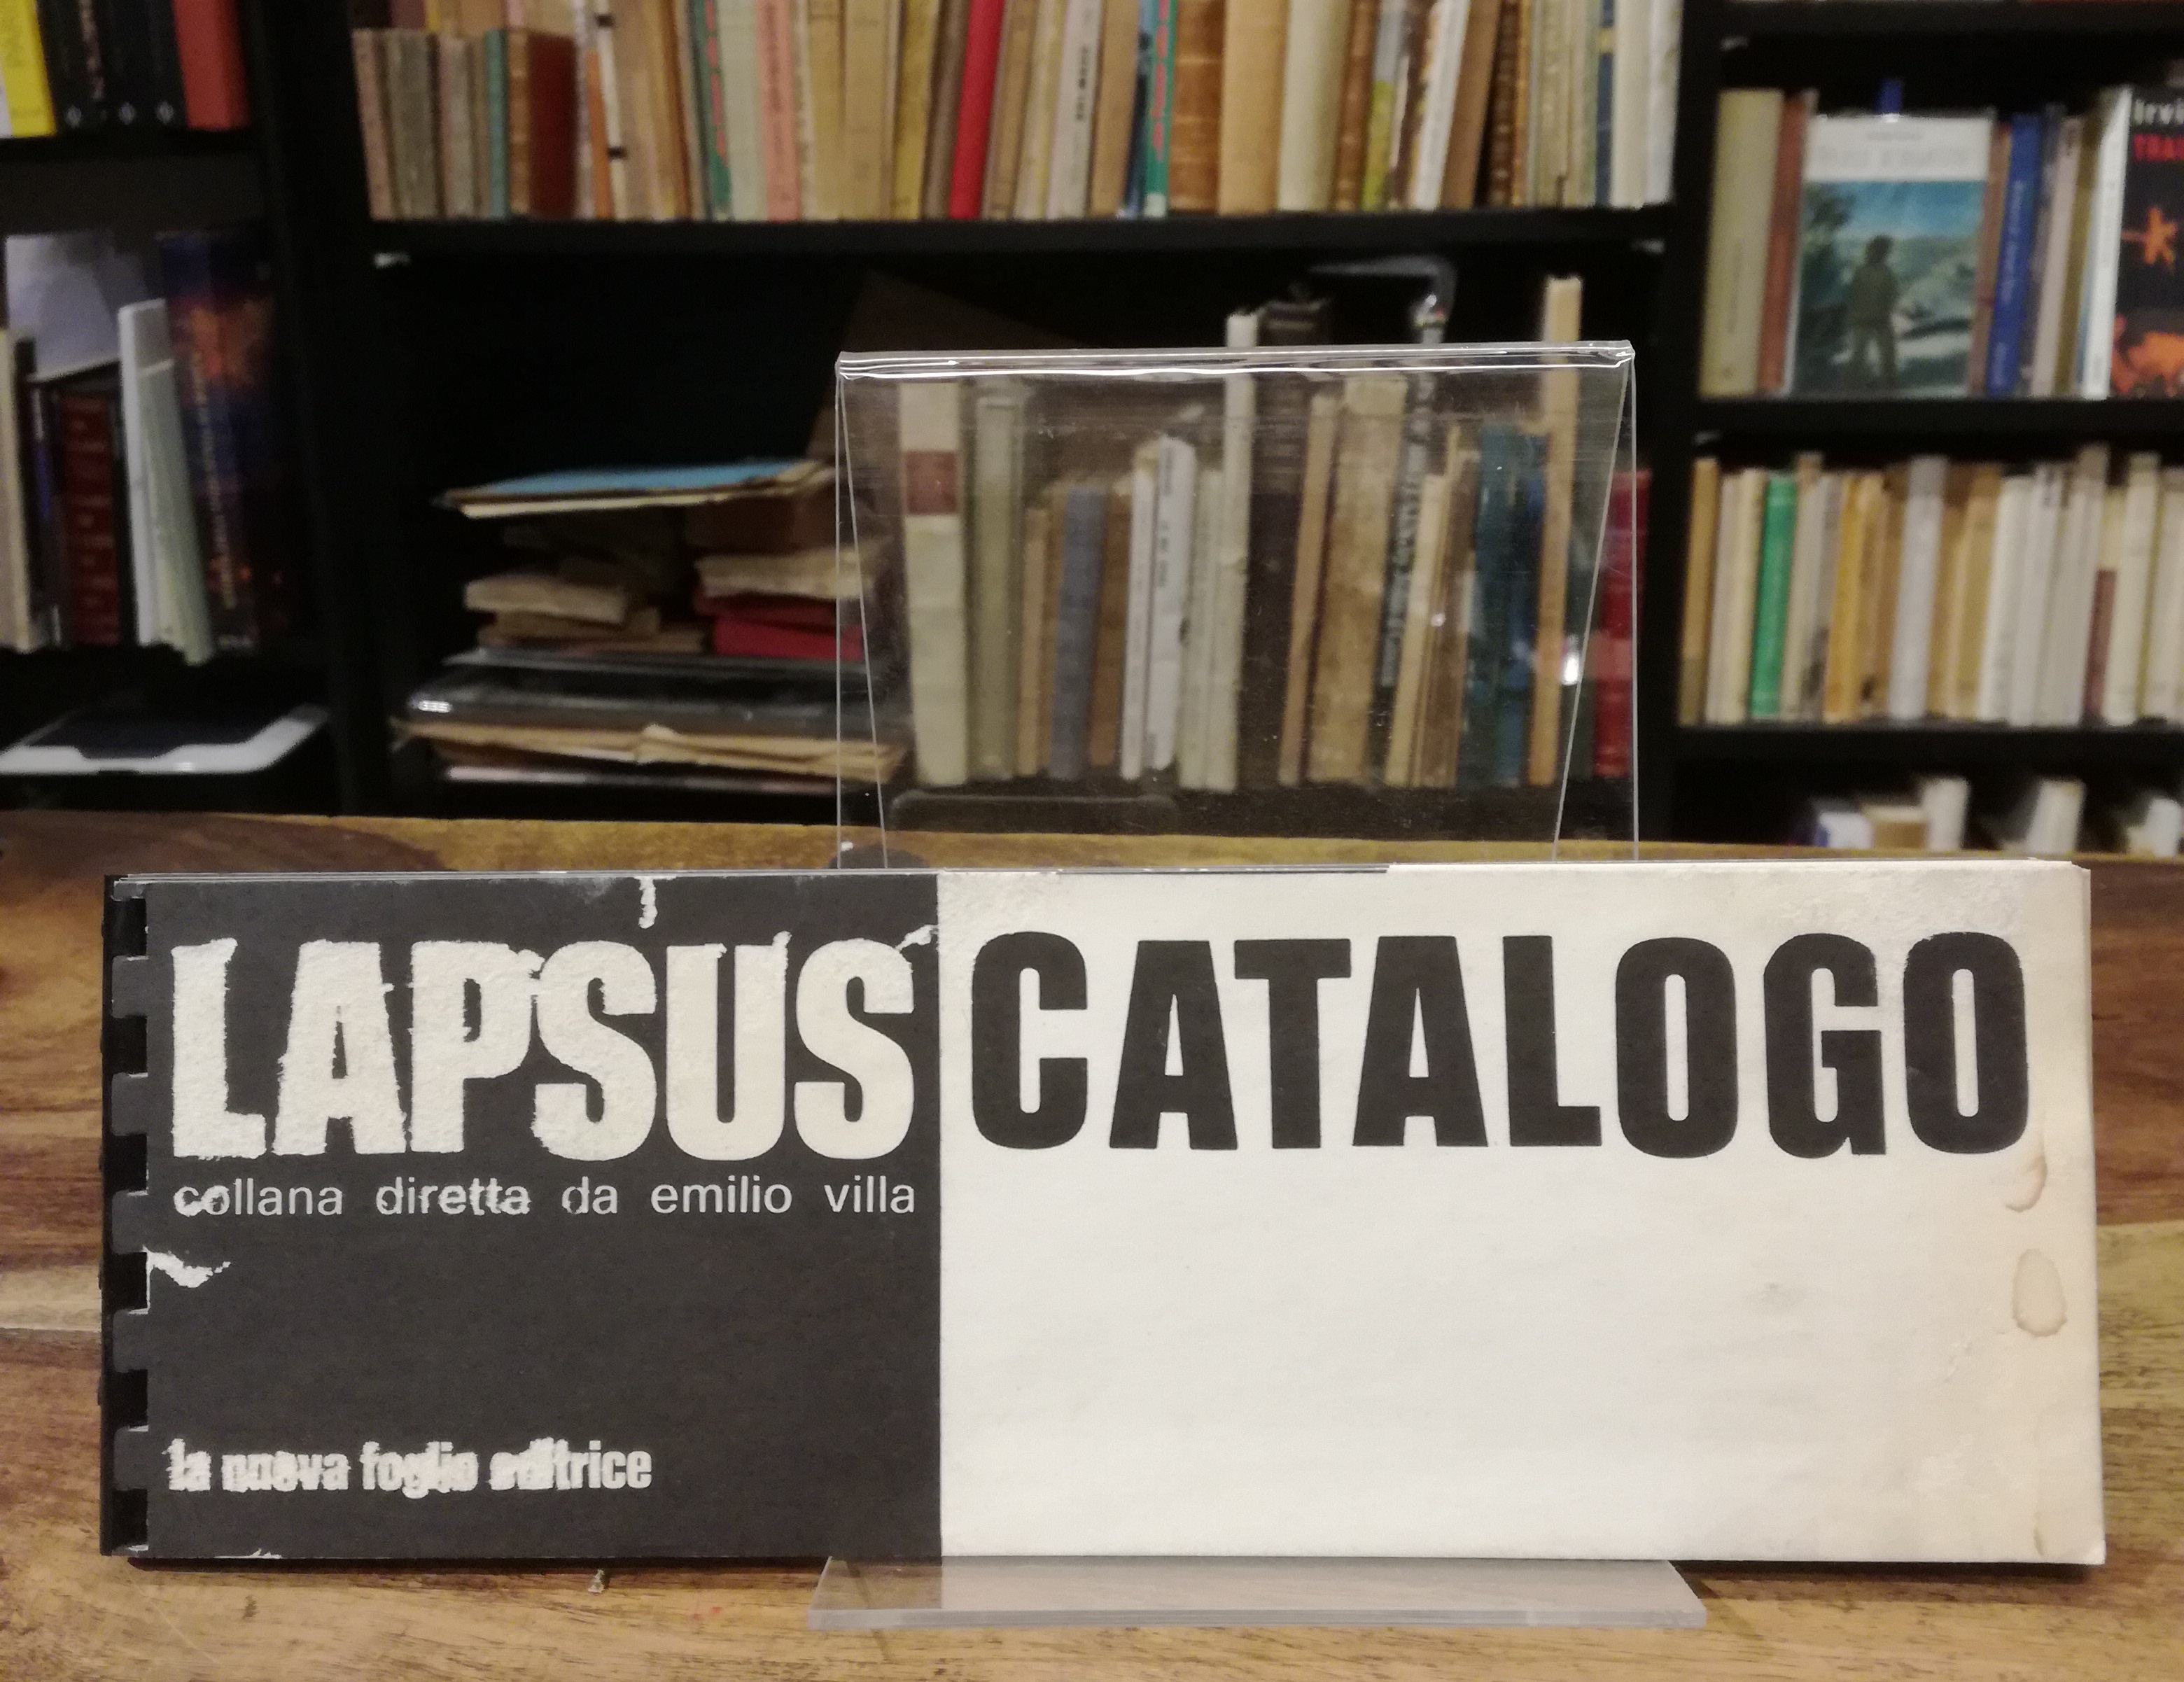 LAPSUS CATALOGO
collana diretta da emilio villa
la nuova foglio editrice